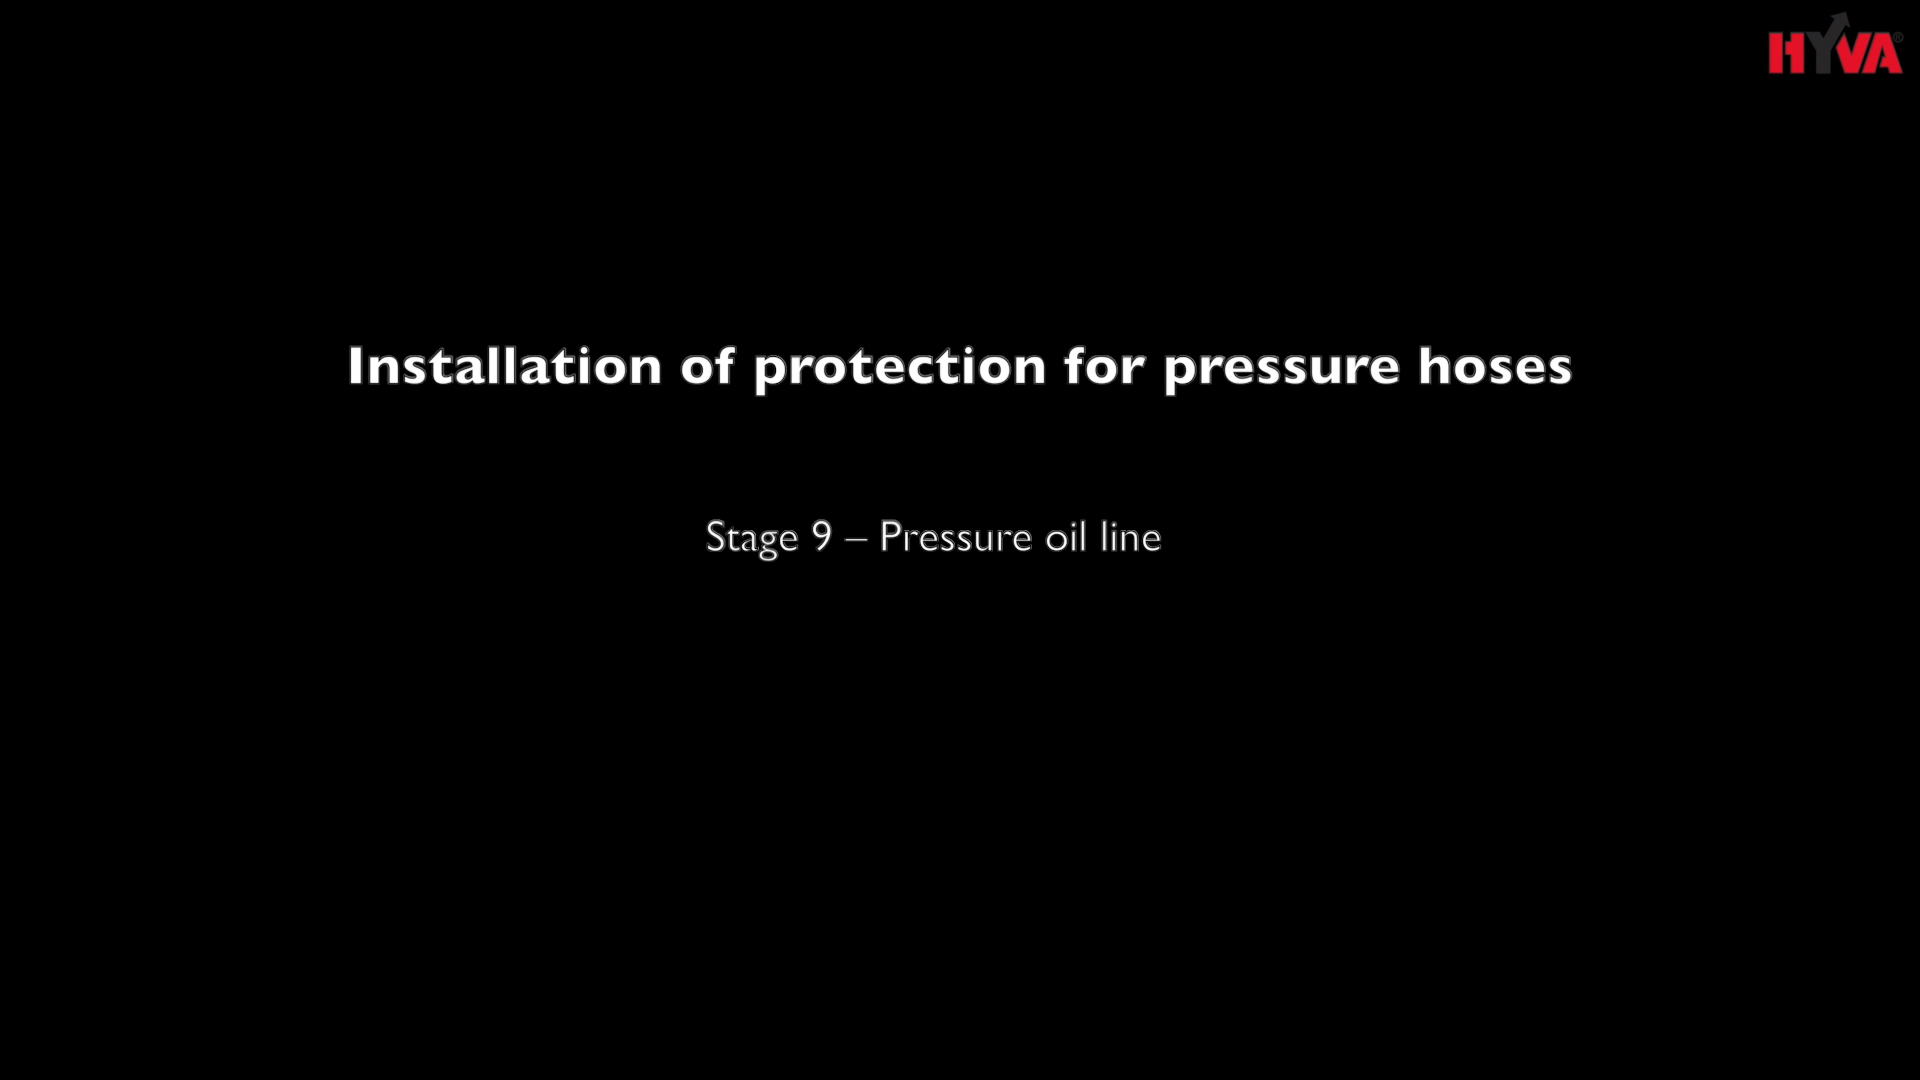 HYVA®
Installation of protection for pressure hoses
Stage 9 – Pressure oil line